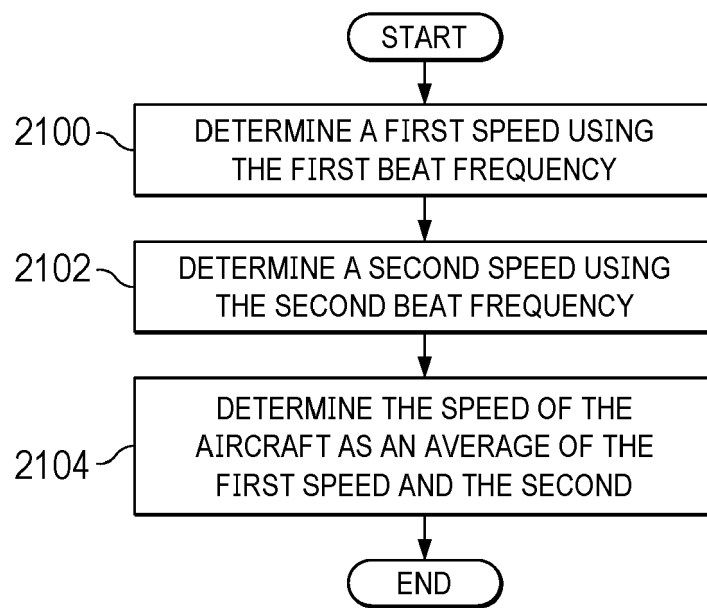 START
2100
DETERMINE A FIRST SPEED USING
THE FIRST BEAT FREQUENCY
2102
DETERMINE A SECOND SPEED USING
THE SECOND BEAT FREQUENCY
2104
DETERMINE THE SPEED OF THE
AIRCRAFT AS AN AVERAGE OF THE
FIRST SPEED AND THE SECOND
END